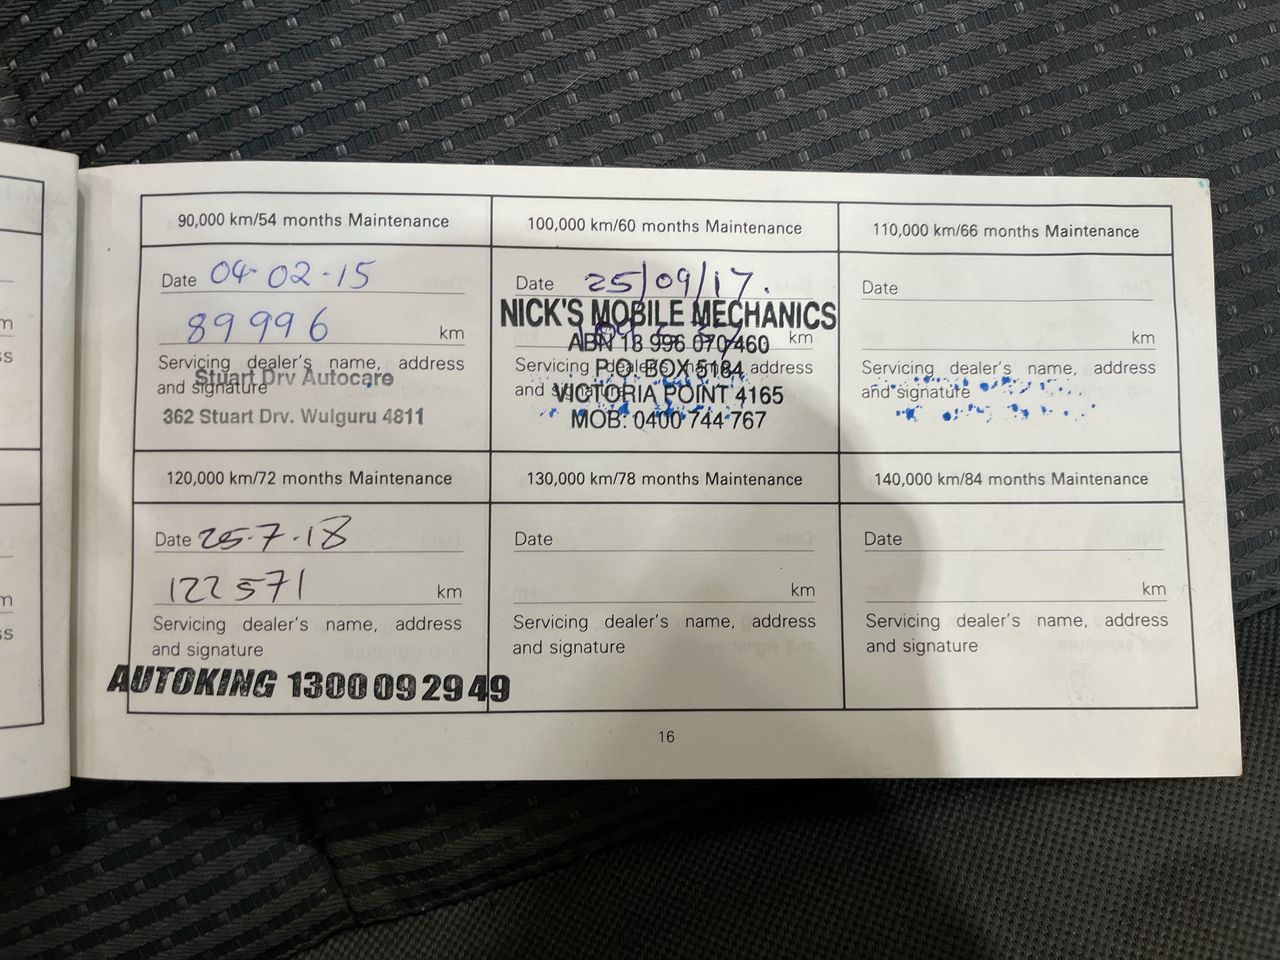 90,000 km/54 months Maintenance
Date 04-02-15
89996 km
Servicing dealer's name, address
and signature
Stuart Drv Autocare
362 Stuart Drv. Wulguru 4811
100,000 km/60 months Maintenance
Date 25/09/17.
NICK'S MOBILE MECHANICS
km
ABN 13 996 070 460
Servicing dealer's name, address
P.O. BOX 5184
and signature
VICTORIA POINT 4165
MOB: 0400 744 767
110,000 km/66 months Maintenance
Date
km
Servicing dealer's name, address
and signature
120,000 km/72 months Maintenance
Date 25.7.18
122571 km
Servicing dealer's name, address
and signature
AUTOKING 1300 09 29 49
130,000 km/78 months Maintenance
Date
km
Servicing dealer's name, address
and signature
140,000 km/84 months Maintenance
Date
km
Servicing dealer's name, address
and signature
16